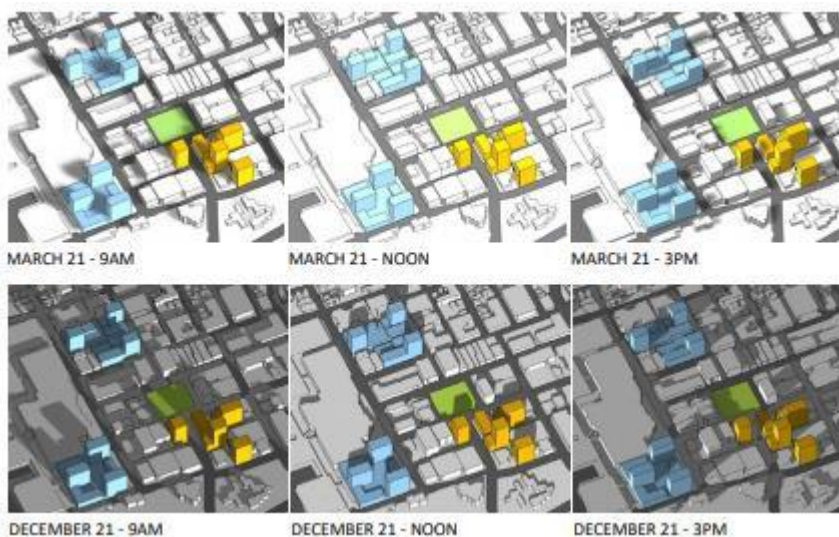 MARCH 21 - 9AM
MARCH 21 - NOON
MARCH 21 - 3PM
DECEMBER 21 - 9AM
DECEMBER 21 - NOON
DECEMBER 21 - 3PM